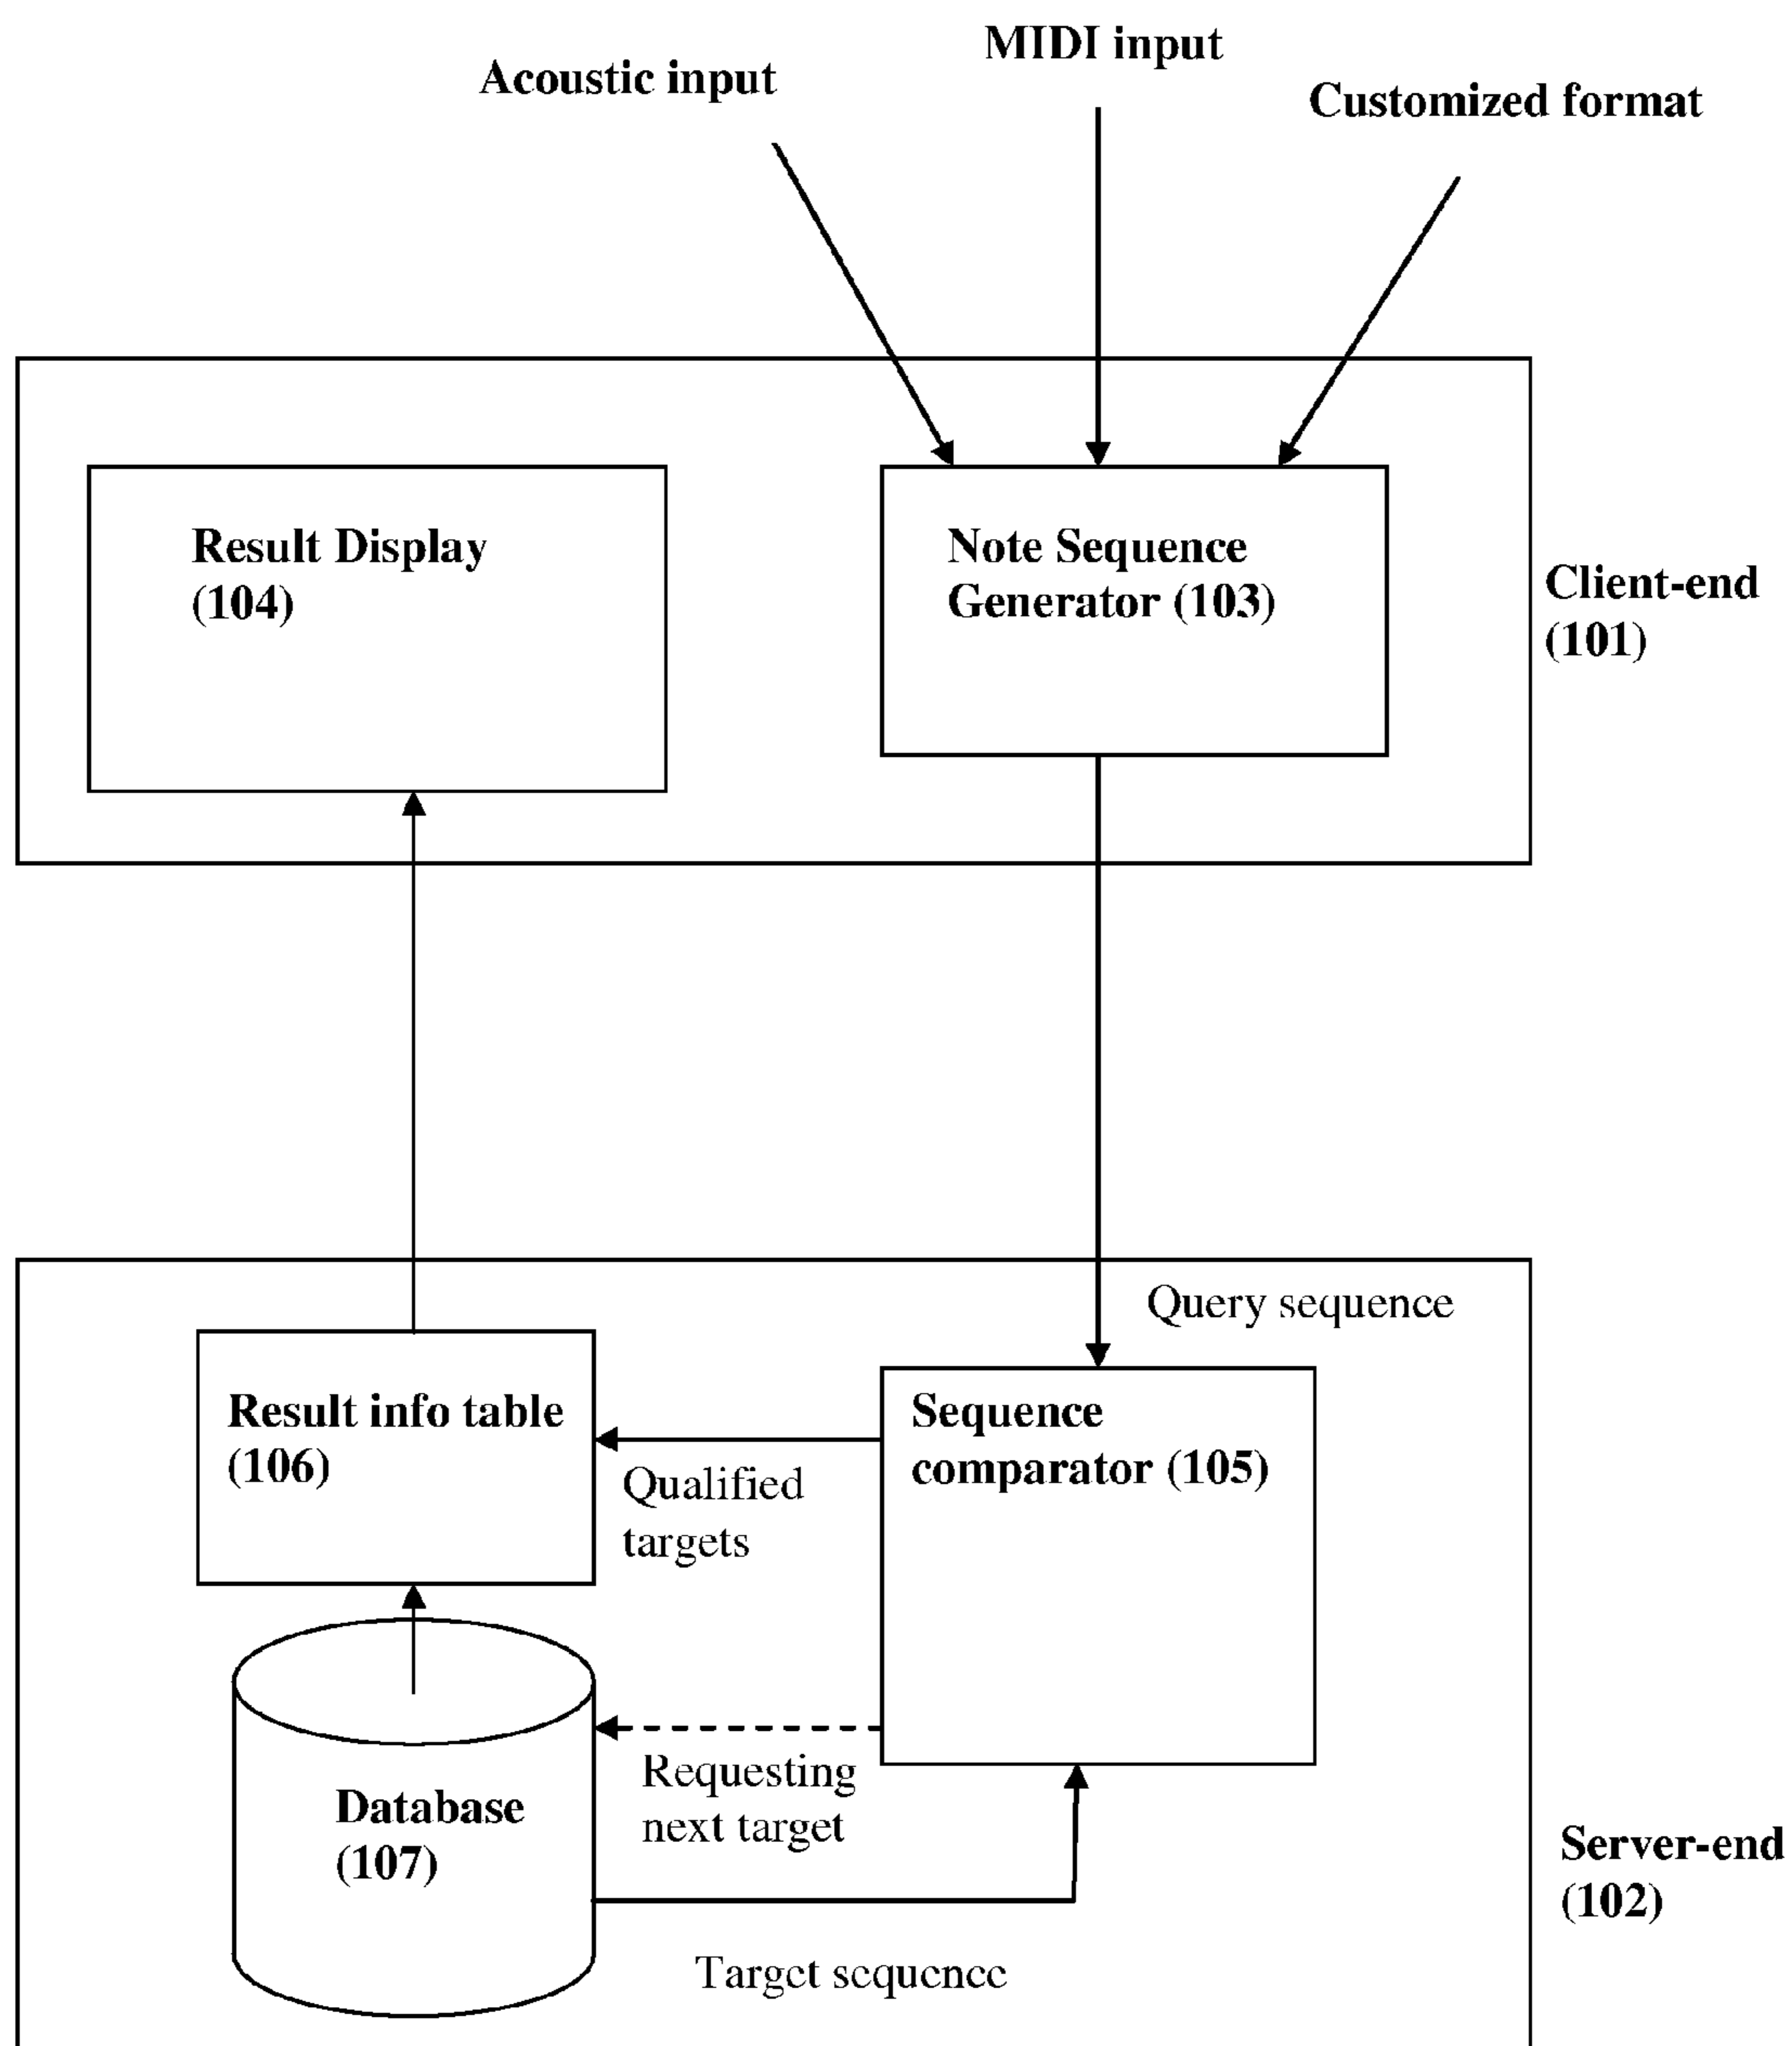 MIDI input
Acoustic input
Customized format
Result Display
(104)
Note Sequence
Generator (103)
Client-end
(101)
Query sequence
Result info table
(106)
Sequence
comparator (105)
Qualified
targets
Requesting
next target
Database
(107)
Server-end
(102)
Target sequence